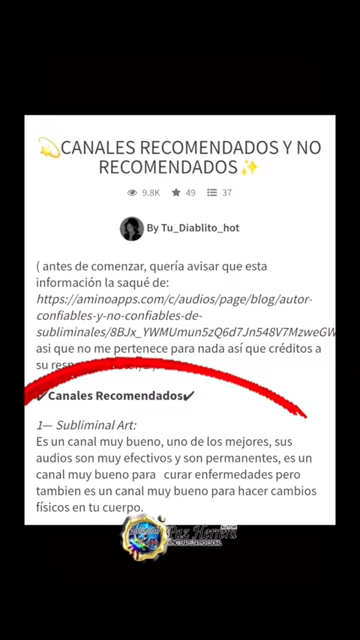 💫CANALES RECOMENDADOS Y NO
RECOMENDADOS✨
9.8K 49 37
By Tu_Diablito_hot
( antes de comenzar, quería avisar que esta
información la saqué de:
https://aminoapps.com/c/audios/page/blog/autor-
confiables-y-no-confiables-de-
subliminales/8BJx_YWMUmun5zQ6d7Jn548V7MzweGW
asi que no me pertenece para nada así que créditos a
su
✔Canales Recomendados✔
1— Subliminal Art:
Es un canal muy bueno, uno de los mejores, sus
audios son muy efectivos y son permanentes, es un
canal muy bueno para curar enfermedades pero
tambien es un canal muy bueno para hacer cambios
físicos en tu cuerpo.
Paz Herrera